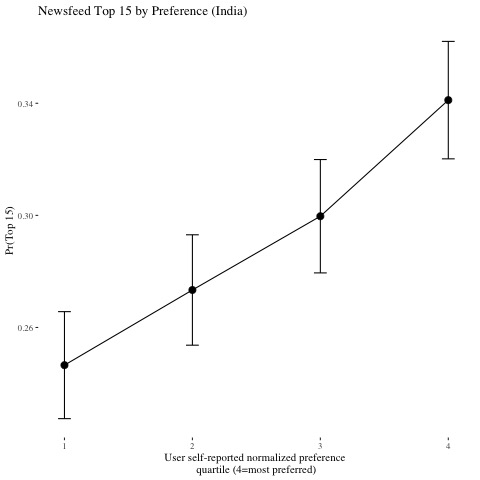 Newsfeed Top 15 by Preference (India)
Pr(Top 15)
0.34
0.30
0.26
1 2 3 4
User self-reported normalized preference
quartile (4=most preferred)